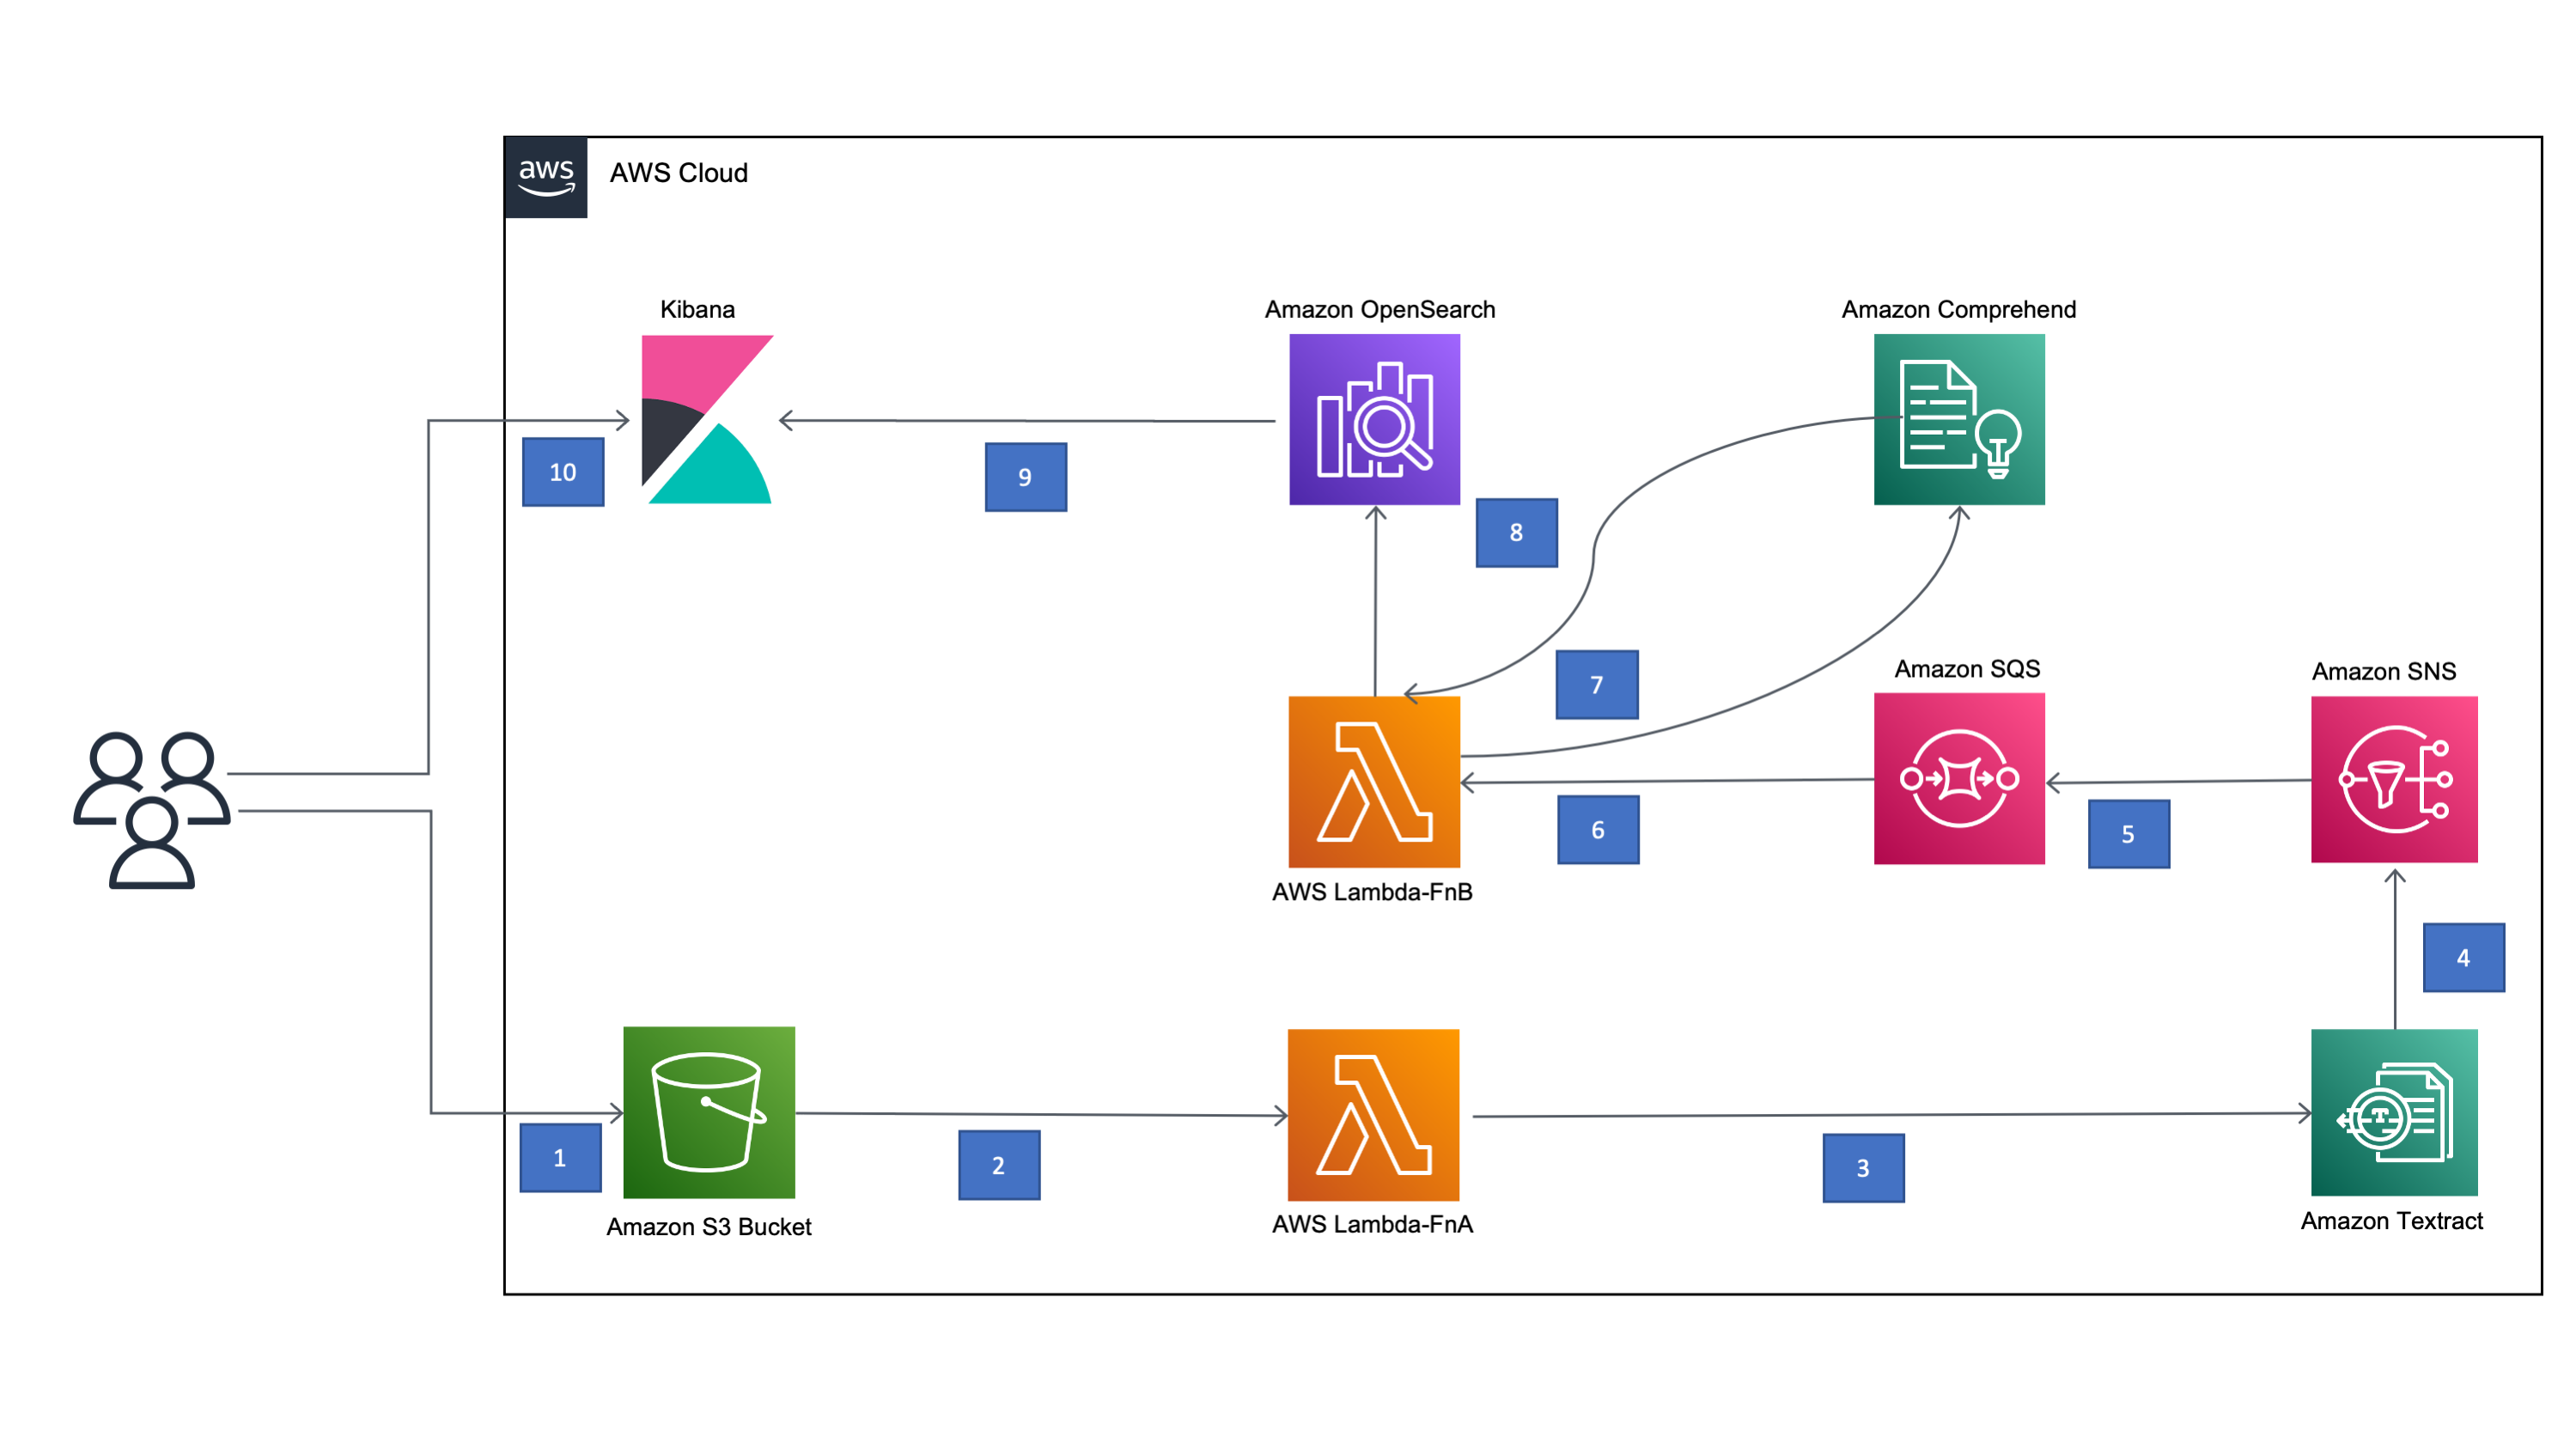 aws
AWS Cloud
Kibana
Amazon OpenSearch
Amazon Comprehend
10
9
8
7
Amazon SQS
Amazon SNS
6
5
AWS Lambda-FnB
4
1
2
3
Amazon S3 Bucket
AWS Lambda-FnA
Amazon Textract